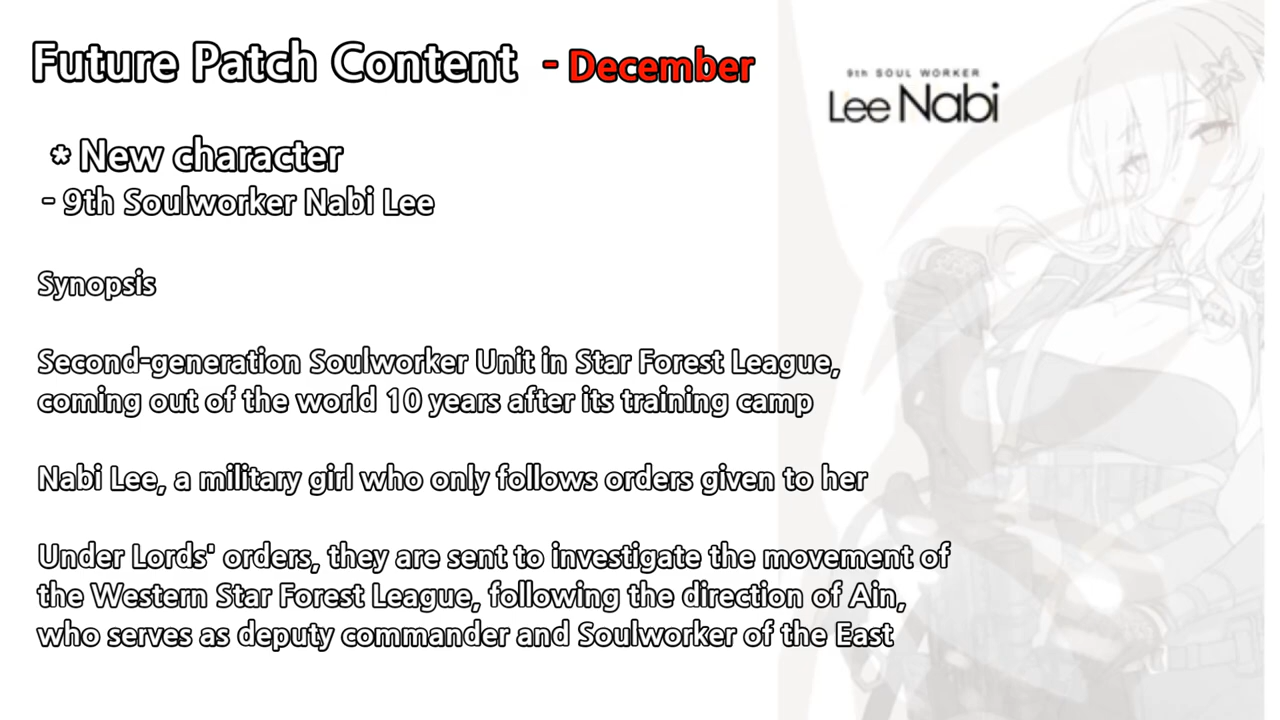 Future Patch Content - December
9th SOUL WORKER
Lee Nabi
* New character
- 9th Soulworker Nabi Lee
Synopsis
Second-generation Soulworker Unit in Star Forest League,
coming out of the world 10 years after its training camp
Nabi Lee, a military girl who only follows orders given to her
Under Lords' orders, they are sent to investigate the movement of
the Western Star Forest League, following the direction of Ain,
who serves as deputy commander and Soulworker of the East